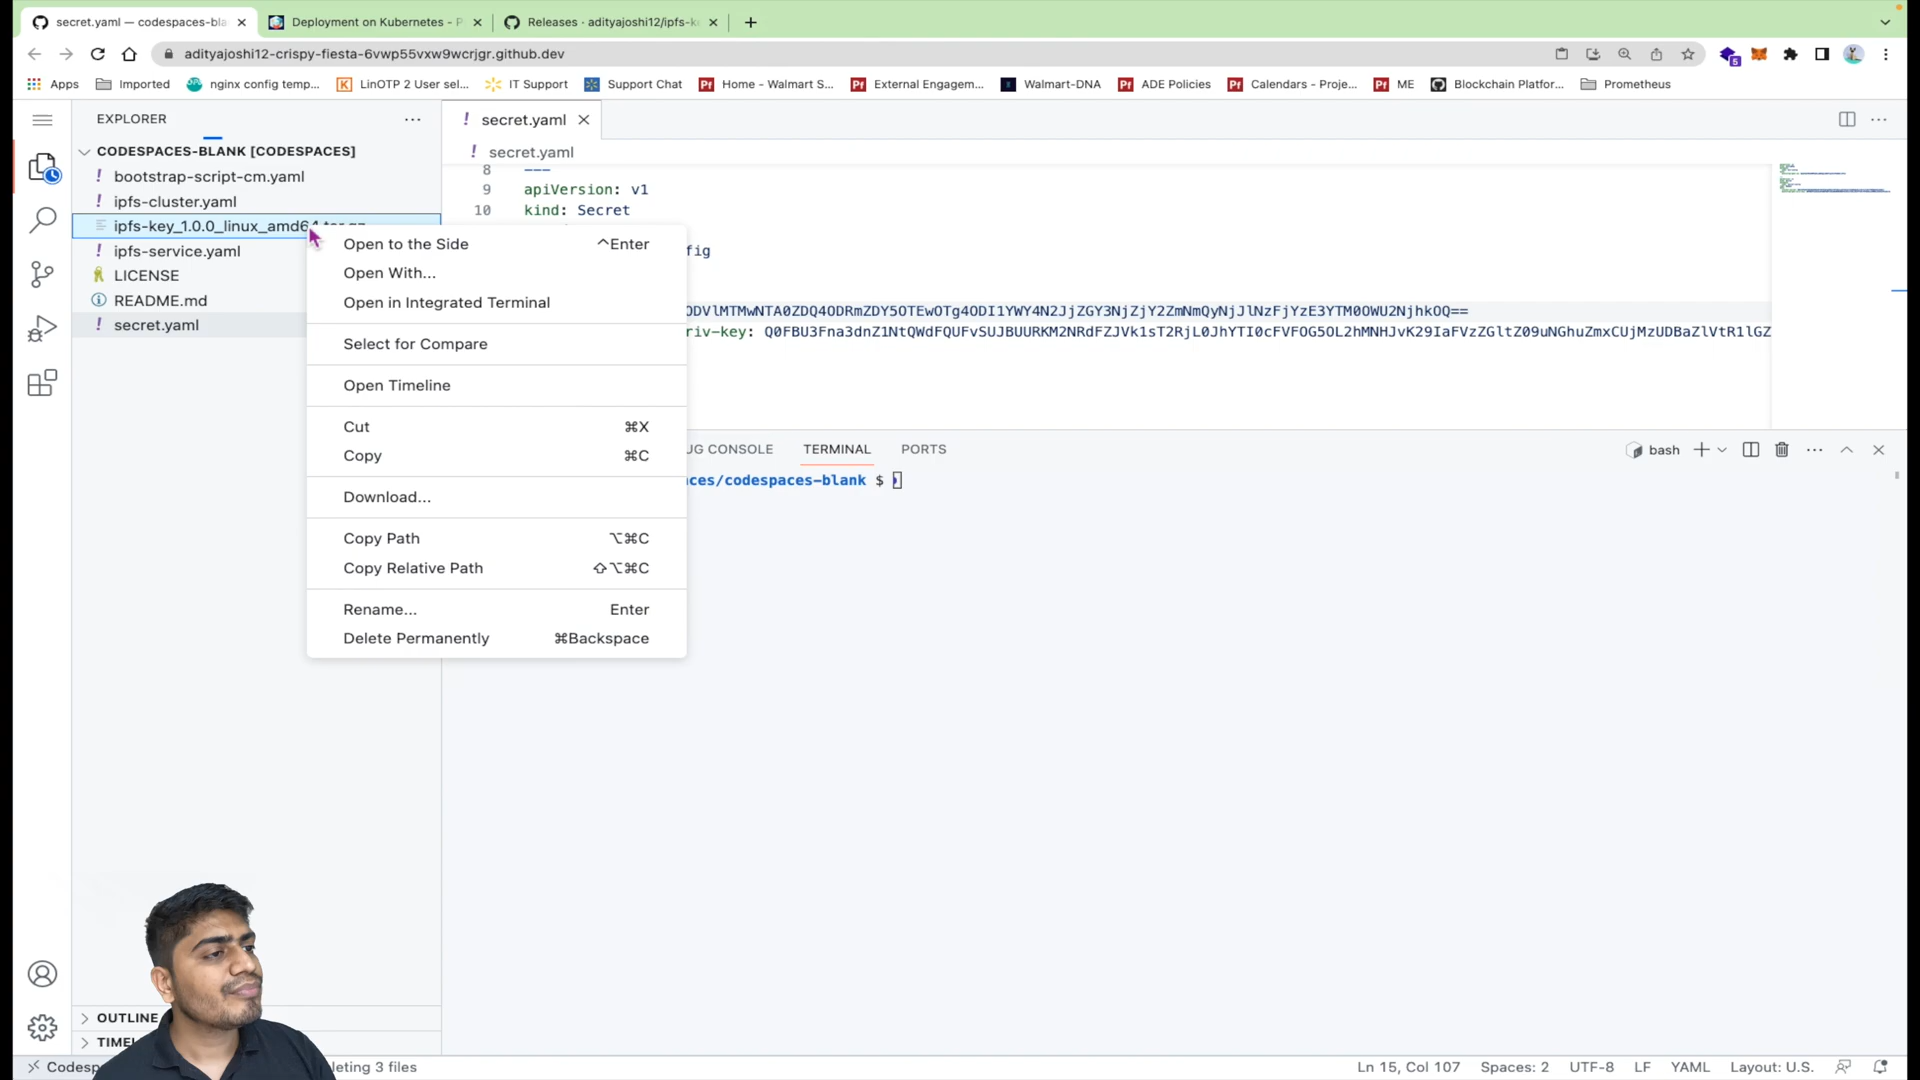 secret.yaml — codespaces-bla
Deployment on Kubernetes - P
Releases · adityajoshi12/ipfs-k
adityajoshi12-crispy-fiesta-6vwp55vxw9wcrjgr.github.dev
5
Apps
Imported
nginx config temp...
LinOTP 2 User sel...
IT Support
Support Chat
Home - Walmart S...
External Engagem...
Walmart-DNA
ADE Policies
Calendars - Proje...
ME
Blockchain Platfor...
Prometheus
EXPLORER
CODESPACES-BLANK [CODESPACES]
bootstrap-script-cm.yaml
ipfs-cluster.yaml
ipfs-key_1.0.0_linux_amd64.tar.gz
ipfs-service.yaml
LICENSE
README.md
secret.yaml
OUTLINE
secret.yaml
secret.yaml
8 ---
9 apiVersion: v1
10 kind: Secret
fig
riv-key:
Open to the Side ^Enter
Open With...
Open in Integrated Terminal
Select for Compare
Open Timeline
Cut ⌘X
Copy ⌘C
Download...
Copy Path ⌥⌘C
Copy Relative Path ⇧⌥⌘C
Rename... Enter
Delete Permanently ⌘Backspace
UG CONSOLE
TERMINAL
PORTS
bash
ces/codespaces-blank $
Codesp
leting 3 files
Ln 15, Col 107
Spaces: 2
UTF-8
LF
YAML
Layout: U.S.